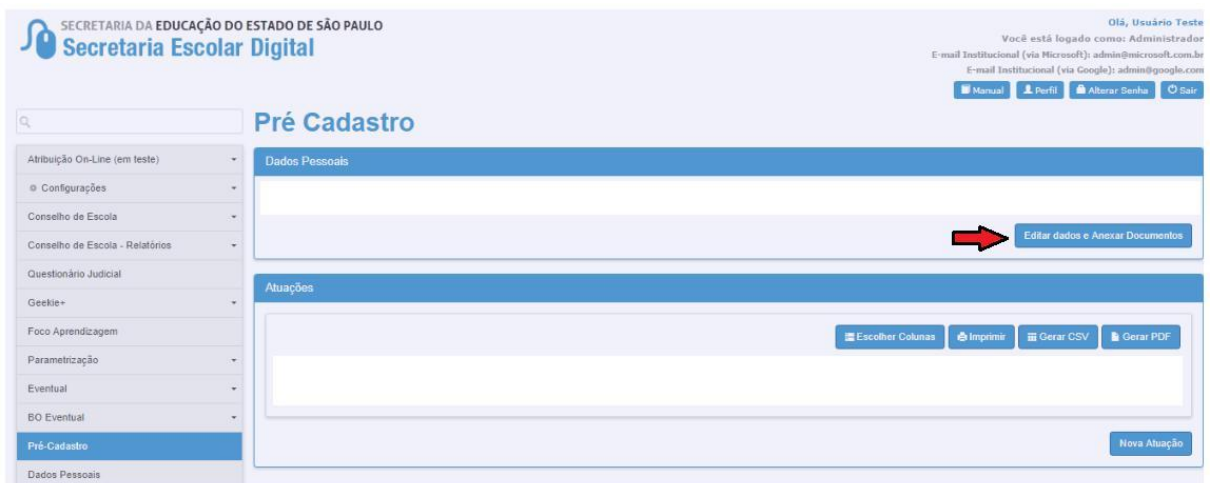 SECRETARIA DA EDUCAÇÃO DO ESTADO DE SÃO PAULO
Secretaria Escolar Digital
Olá, Usuário Teste
Você está logado como: Administrador
E-mail Institucional (via Microsoft): admin@microsoft.com.br
E-mail Institucional (via Google): admin@google.com
Manual Perfil Alterar Senha Sair
Pré Cadastro
Atribuição On-Line (em teste)
Configurações
Conselho de Escola
Conselho de Escola - Relatórios
Questionário Judicial
Geekie+
Foco Aprendizagem
Parametrização
Eventual
BO Eventual
Pré-Cadastro
Dados Pessoais
Dados Pessoais
Editar dados e Anexar Documentos
Atuações
Escolher Colunas Imprimir Gerar CSV Gerar PDF
Nova Atuação